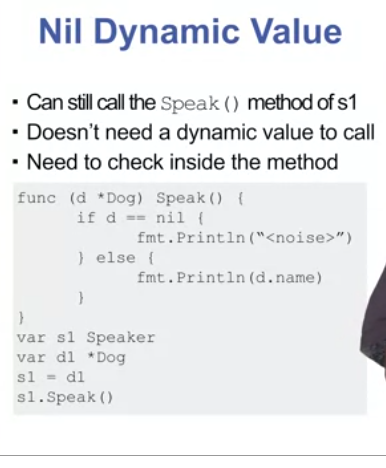 Nil Dynamic Value
▪ Can still call the Speak() method of s1
▪ Doesn't need a dynamic value to call
▪ Need to check inside the method
func (d *Dog) Speak() {
if d == nil {
fmt.Println(“<noise>”)
} else {
fmt.Println(d.name)
}
}
var s1 Speaker
var d1 *Dog
s1 = d1
s1.Speak()